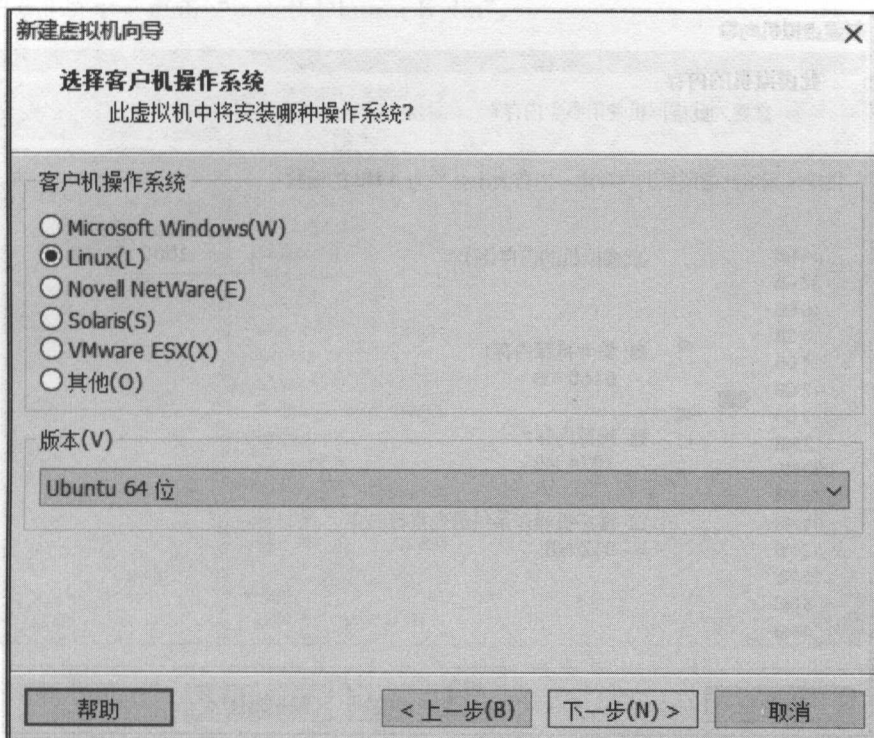 新建虚拟机向导
选择客户机操作系统
此虚拟机中将安装哪种操作系统?
客户机操作系统
Microsoft Windows(W)
Linux(L)
Novell NetWare(E)
Solaris(S)
VMware ESX(X)
其他(O)
版本(V)
Ubuntu 64 位
帮助
< 上一步(B)
下一步(N) >
取消